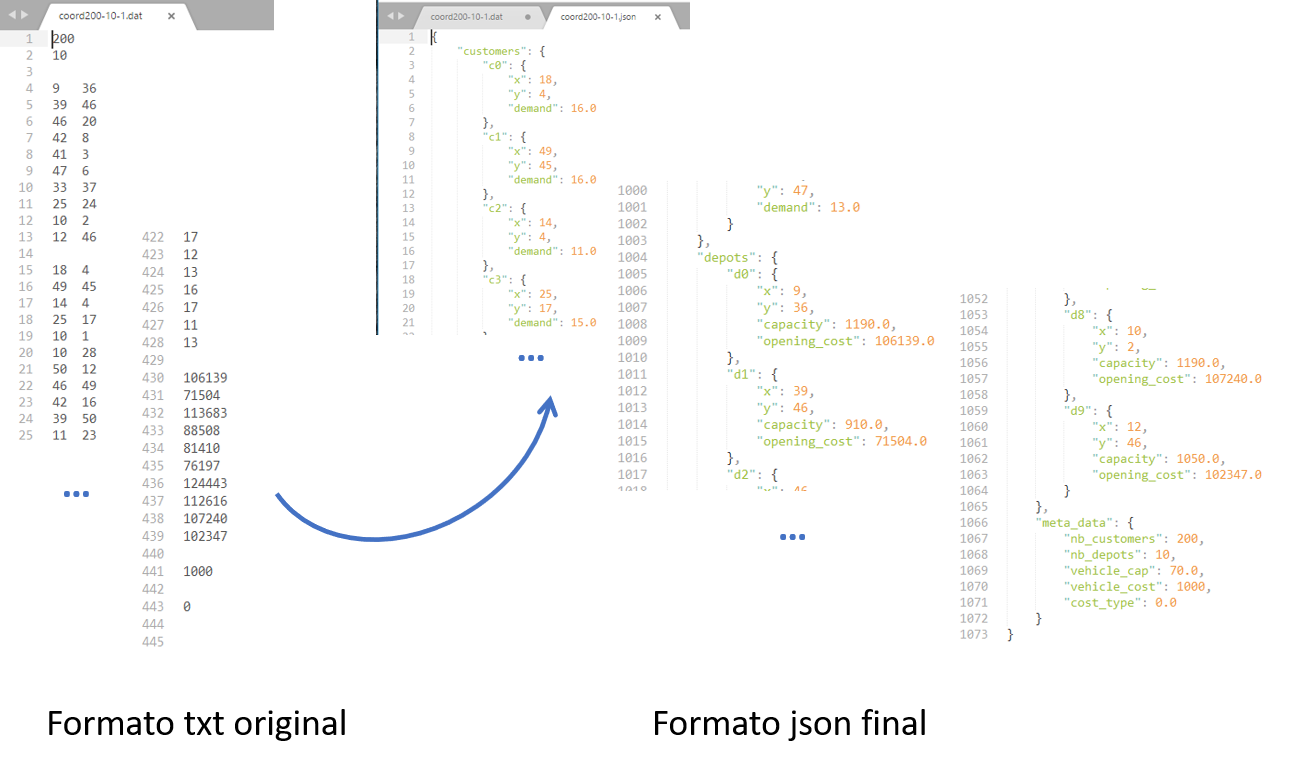 coord200-10-1.dat ×
1 200
2 10
3
4 9 36
5 39 46
6 46 20
7 42 8
8 41 3
9 47 6
10 33 37
11 25 24
12 10 2
13 12 46
14
15 18 4
16 49 45
17 14 4
18 25 17
19 10 1
20 10 28
21 50 12
22 46 49
23 42 16
24 39 50
25 11 23
422 17
423 12
424 13
425 16
426 17
427 11
428 13
429
430 106139
431 71504
432 113683
433 88508
434 81410
435 76197
436 124443
437 112616
438 107240
439 102347
440
441 1000
442
443 0
444
445
coord200-10-1.dat coord200-10-1.json ×
1 {
2 "customers": {
3 "c0": {
4 "x": 18,
5 "y": 4,
6 "demand": 16.0
7 },
8 "c1": {
9 "x": 49,
10 "y": 45,
11 "demand": 16.0
12 },
13 "c2": {
14 "x": 14,
15 "y": 4,
16 "demand": 11.0
17 },
18 "c3": {
19 "x": 25,
20 "y": 17,
21 "demand": 15.0
1000 "y": 47,
1001 "demand": 13.0
1002 }
1003 },
1004 "depots": {
1005 "d0": {
1006 "x": 9,
1007 "y": 36,
1008 "capacity": 1190.0,
1009 "opening_cost": 106139.0
1010 },
1011 "d1": {
1012 "x": 39,
1013 "y": 46,
1014 "capacity": 910.0,
1015 "opening_cost": 71504.0
1016 },
1017 "d2": {
1018 "x": 46
1052 },
1053 "d8": {
1054 "x": 10,
1055 "y": 2,
1056 "capacity": 1190.0,
1057 "opening_cost": 107240.0
1058 },
1059 "d9": {
1060 "x": 12,
1061 "y": 46,
1062 "capacity": 1050.0,
1063 "opening_cost": 102347.0
1064 }
1065 },
1066 "meta_data": {
1067 "nb_customers": 200,
1068 "nb_depots": 10,
1069 "vehicle_cap": 70.0,
1070 "vehicle_cost": 1000,
1071 "cost_type": 0.0
1072 }
1073 }
Formato txt original
Formato json final